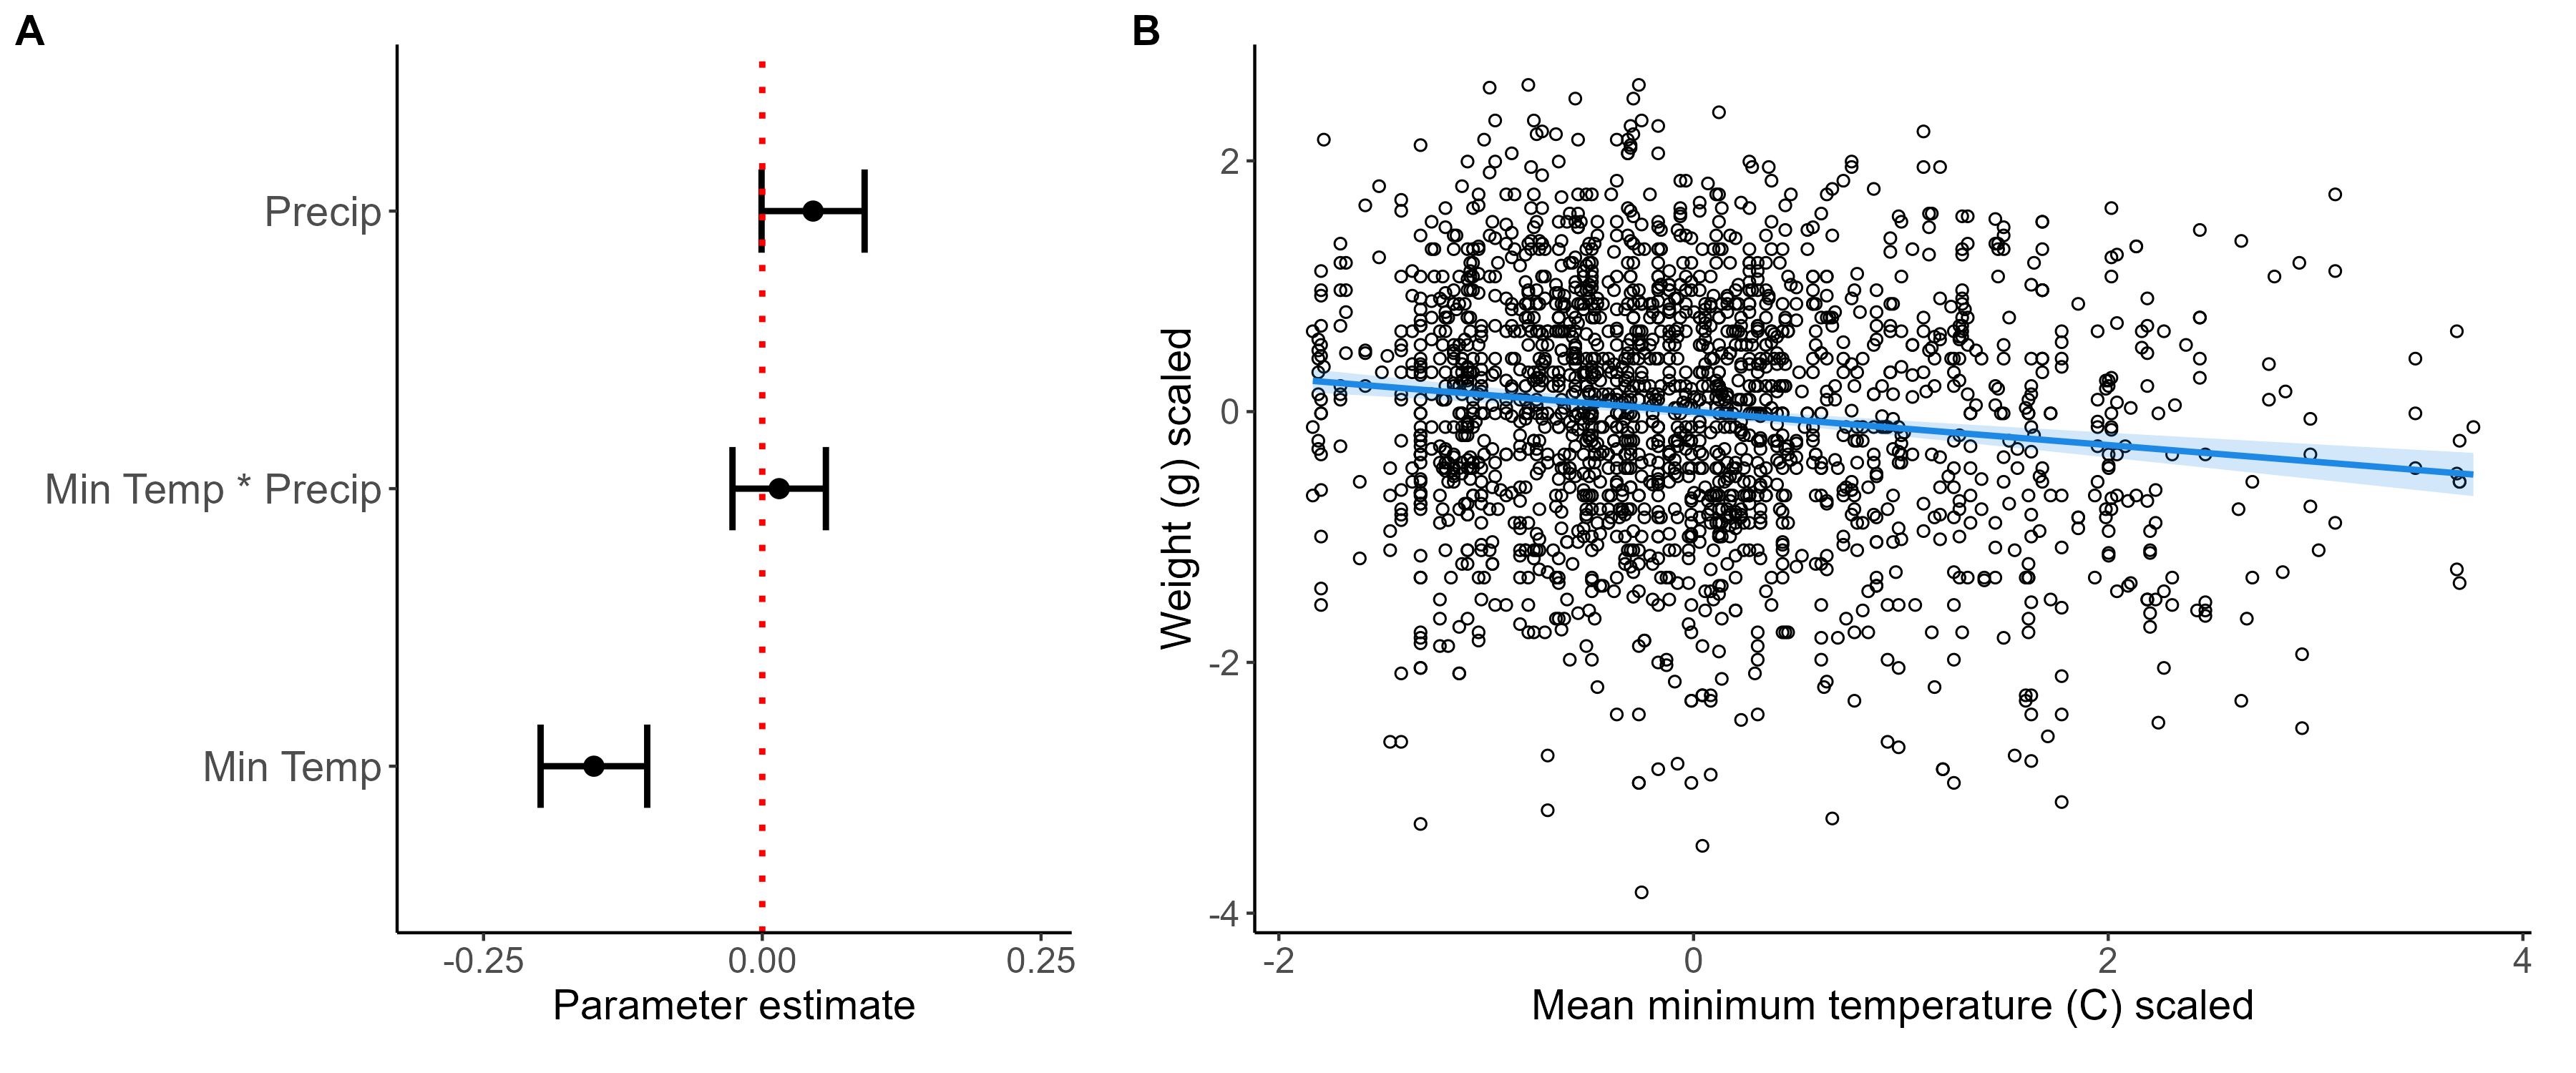 A
Precip
Min Temp * Precip
Min Temp
-0.25 0.00 0.25
Parameter estimate
B
Weight (g) scaled
2
0
-2
-4
-2 0 2 4
Mean minimum temperature (C) scaled